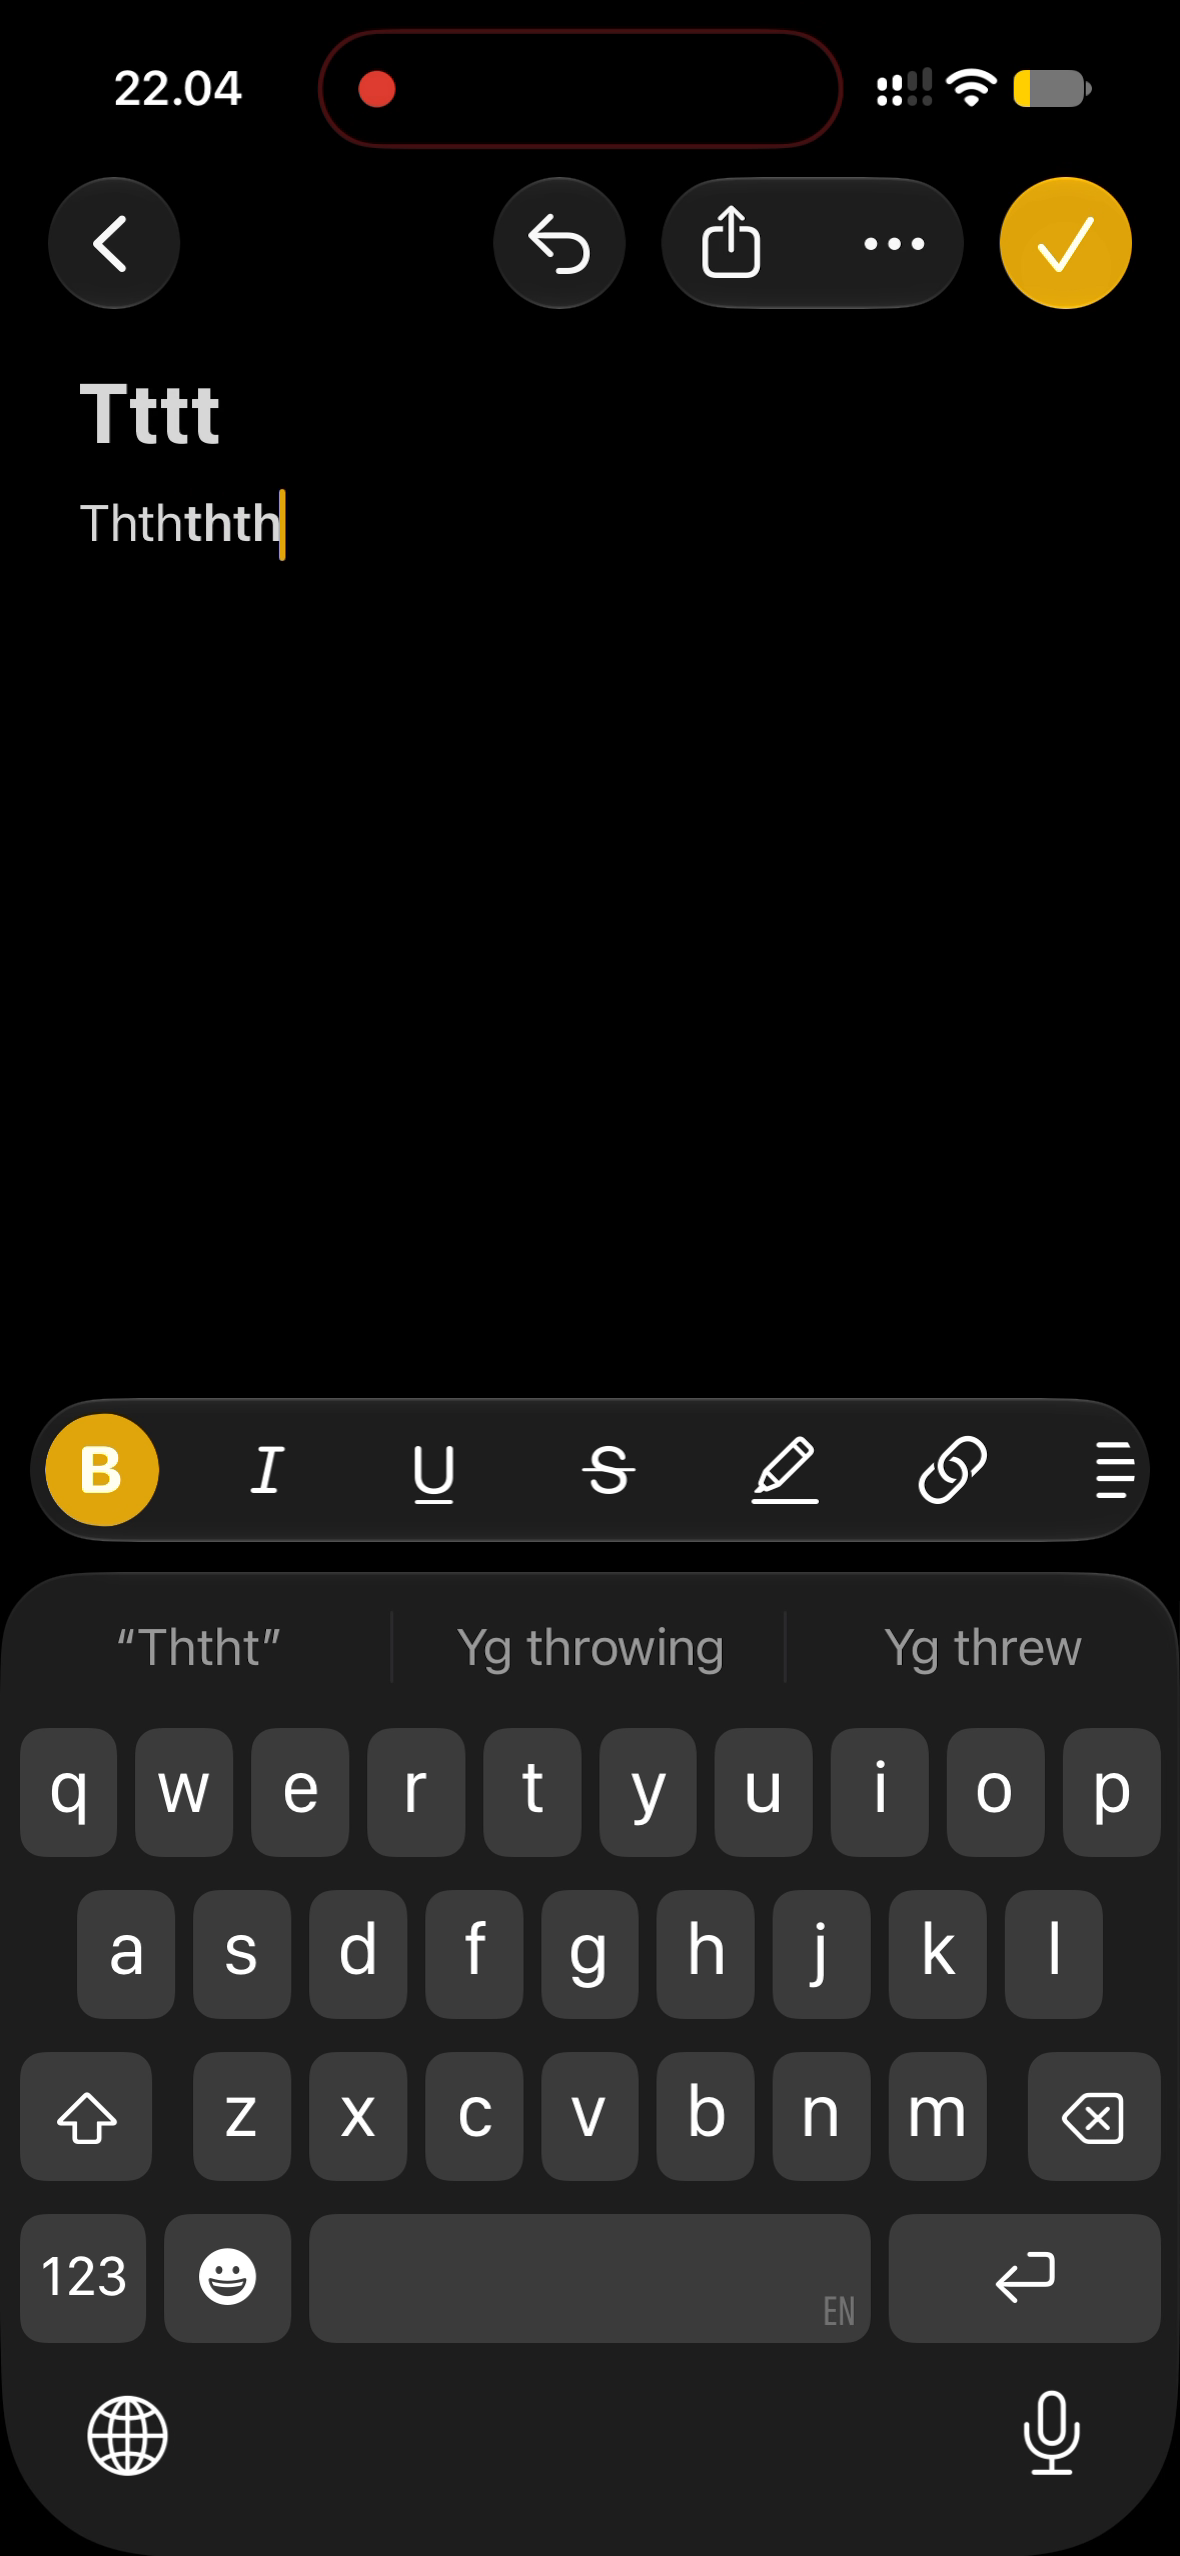 22.04
Tttt
Thththth
B I U S
“Ththt” Yg throwing Yg threw
q w e r t y u i o p
a s d f g h j k l
z x c v b n m
123
EN